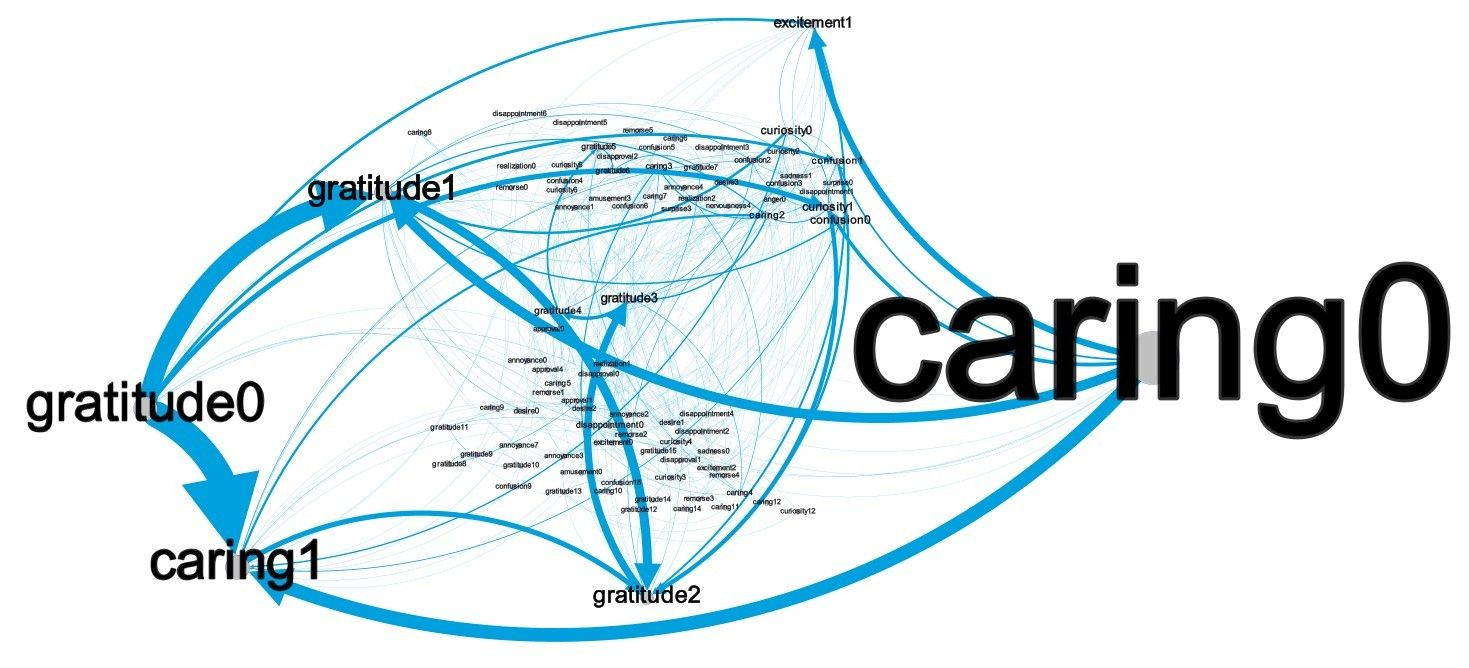 excitement1
disappointment6
disappointment5
caring8
remorse5
curiosity0
caring6
gratitude5
confusion5
disappointment3
curiosity2
disapproval2
confusion2
confusion1
realization0
curiosity5
caring3
gratitude7
gratitude6
sadness1
confusion4
desire3
confusion3
surprise0
gratitude1
remorse0
curiosity6
annoyance4
disappointment1
amusement3
caring7
realization2
anger0
annoyance1
confusion6
surprise3
nervousness4
curiosity1
caring2
confusion0
gratitude3
gratitude4
approval0
caring0
annoyance0
realization1
approval4
disapproval0
caring5
remorse1
gratitude0
approval1
caring9
desire0
desire2
annoyance2
disappointment4
gratitude11
disappointment0
desire1
remorse2
disappointment2
excitement0
curiosity4
annoyance7
gratitude15
sadness0
gratitude9
annoyance3
disapproval1
gratitude8
gratitude10
excitement2
amusement0
remorse4
curiosity3
confusion9
gratitude13
caring10
caring4
gratitude14
remorse3
caring12
gratitude12
caring14
caring11
curiosity12
caring1
gratitude2